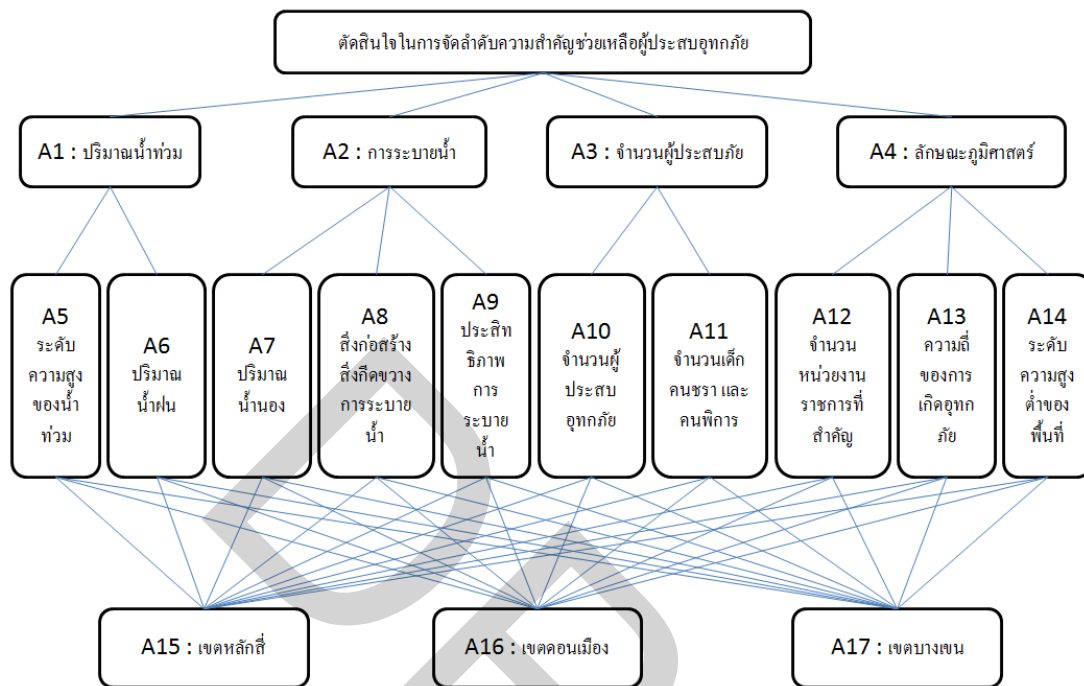 ตัดสินใจในการจัดลำดับความสำคัญช่วยเหลือผู้ประสบอุทกภัย
A1 : ปริมาณน้ำท่วม
A2 : การระบายน้ำ
A3 : จำนวนผู้ประสบภัย
A4 : ลักษณะภูมิศาสตร์
A5
ระดับ
ความสูง
ของน้ำ
ท่วม
A6
ปริมาณ
น้ำฝน
A7
ปริมาณ
น้ำนอง
A8
สิ่งก่อสร้าง
สิ่งกีดขวาง
การระบาย
น้ำ
A9
ประสิท
ธิภาพ
การ
ระบาย
น้ำ
A10
จำนวนผู้
ประสบ
อุทกภัย
A11
จำนวนเด็ก
คนชรา และ
คนพิการ
A12
จำนวน
หน่วยงาน
ราชการที่
สำคัญ
A13
ความถี่
ของการ
เกิดอุทก
ภัย
A14
ระดับ
ความสูง
ต่ำของ
พื้นที่
A15 : เขตหลักสี่
A16 : เขตดอนเมือง
A17 : เขตบางเขน